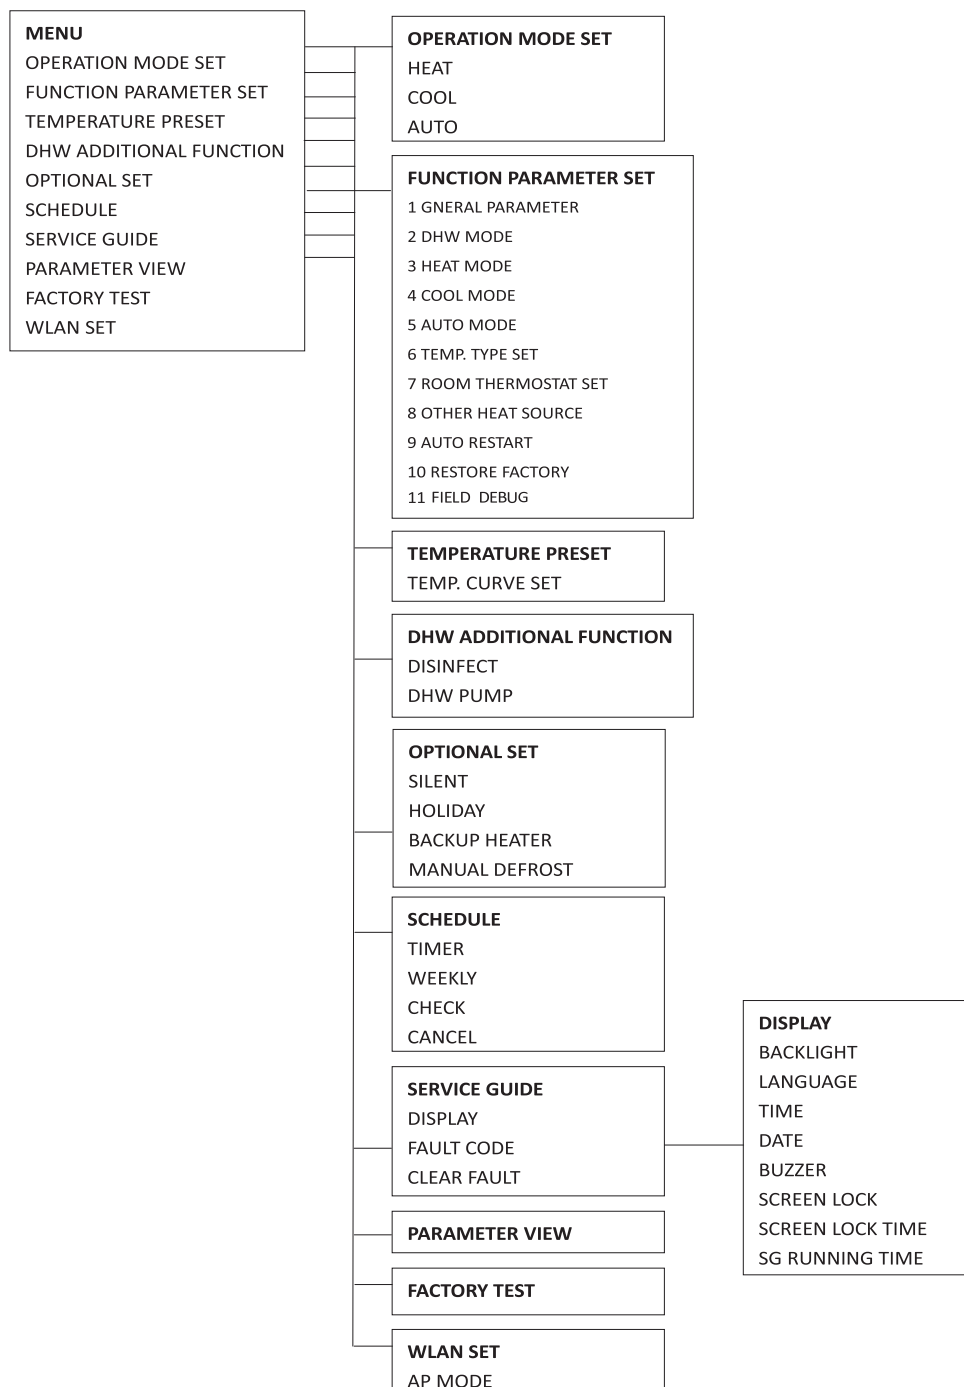 MENU
OPERATION MODE SET
FUNCTION PARAMETER SET
TEMPERATURE PRESET
DHW ADDITIONAL FUNCTION
OPTIONAL SET
SCHEDULE
SERVICE GUIDE
PARAMETER VIEW
FACTORY TEST
WLAN SET
OPERATION MODE SET
HEAT
COOL
AUTO
FUNCTION PARAMETER SET
1 GNERAL PARAMETER
2 DHW MODE
3 HEAT MODE
4 COOL MODE
5 AUTO MODE
6 TEMP. TYPE SET
7 ROOM THERMOSTAT SET
8 OTHER HEAT SOURCE
9 AUTO RESTART
10 RESTORE FACTORY
11 FIELD DEBUG
TEMPERATURE PRESET
TEMP. CURVE SET
DHW ADDITIONAL FUNCTION
DISINFECT
DHW PUMP
OPTIONAL SET
SILENT
HOLIDAY
BACKUP HEATER
MANUAL DEFROST
SCHEDULE
TIMER
WEEKLY
CHECK
CANCEL
SERVICE GUIDE
DISPLAY
FAULT CODE
CLEAR FAULT
DISPLAY
BACKLIGHT
LANGUAGE
TIME
DATE
BUZZER
SCREEN LOCK
SCREEN LOCK TIME
SG RUNNING TIME
PARAMETER VIEW
FACTORY TEST
WLAN SET
AP MODE